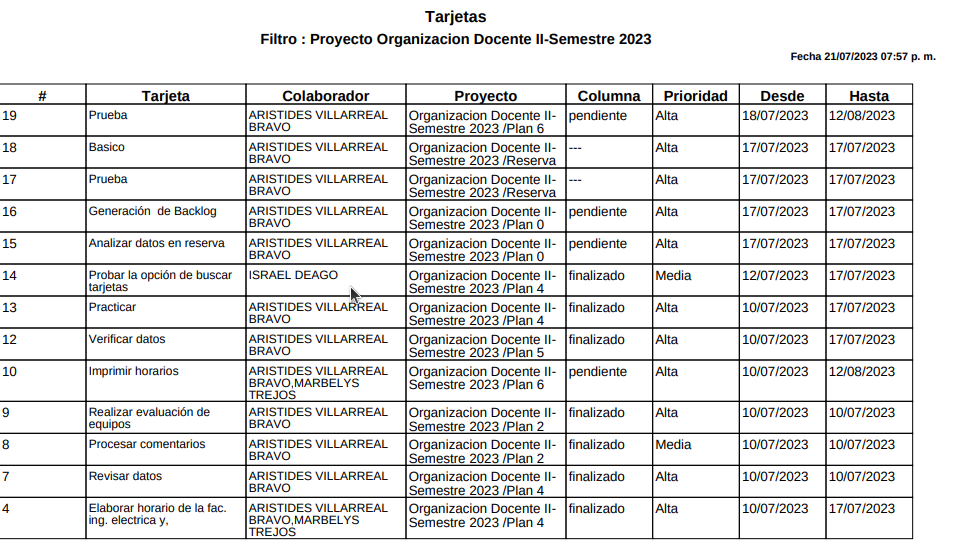 Tarjetas
Filtro : Proyecto Organizacion Docente II-Semestre 2023
Fecha 21/07/2023 07:57 p. m.
# Tarjeta Colaborador Proyecto Columna Prioridad Desde Hasta
19 Prueba ARISTIDES VILLARREAL BRAVO Organizacion Docente II-Semestre 2023 /Plan 6 pendiente Alta 18/07/2023 12/08/2023
18 Basico ARISTIDES VILLARREAL BRAVO Organizacion Docente II-Semestre 2023 /Reserva --- Alta 17/07/2023 17/07/2023
17 Prueba ARISTIDES VILLARREAL BRAVO Organizacion Docente II-Semestre 2023 /Reserva --- Alta 17/07/2023 17/07/2023
16 Generación de Backlog ARISTIDES VILLARREAL BRAVO Organizacion Docente II-Semestre 2023 /Plan 0 pendiente Alta 17/07/2023 17/07/2023
15 Analizar datos en reserva ARISTIDES VILLARREAL BRAVO Organizacion Docente II-Semestre 2023 /Plan 0 pendiente Alta 17/07/2023 17/07/2023
14 Probar la opción de buscar tarjetas ISRAEL DEAGO Organizacion Docente II-Semestre 2023 /Plan 4 finalizado Media 12/07/2023 17/07/2023
13 Practicar ARISTIDES VILLARREAL BRAVO Organizacion Docente II-Semestre 2023 /Plan 4 finalizado Alta 10/07/2023 17/07/2023
12 Verificar datos ARISTIDES VILLARREAL BRAVO Organizacion Docente II-Semestre 2023 /Plan 5 finalizado Alta 10/07/2023 17/07/2023
10 Imprimir horarios ARISTIDES VILLARREAL BRAVO,MARBELYS TREJOS Organizacion Docente II-Semestre 2023 /Plan 6 pendiente Alta 10/07/2023 12/08/2023
9 Realizar evaluación de equipos ARISTIDES VILLARREAL BRAVO Organizacion Docente II-Semestre 2023 /Plan 2 finalizado Alta 10/07/2023 10/07/2023
8 Procesar comentarios ARISTIDES VILLARREAL BRAVO Organizacion Docente II-Semestre 2023 /Plan 2 finalizado Media 10/07/2023 10/07/2023
7 Revisar datos ARISTIDES VILLARREAL BRAVO Organizacion Docente II-Semestre 2023 /Plan 4 finalizado Alta 10/07/2023 10/07/2023
4 Elaborar horario de la fac. ing. electrica y, ARISTIDES VILLARREAL BRAVO,MARBELYS TREJOS Organizacion Docente II-Semestre 2023 /Plan 4 finalizado Alta 10/07/2023 17/07/2023